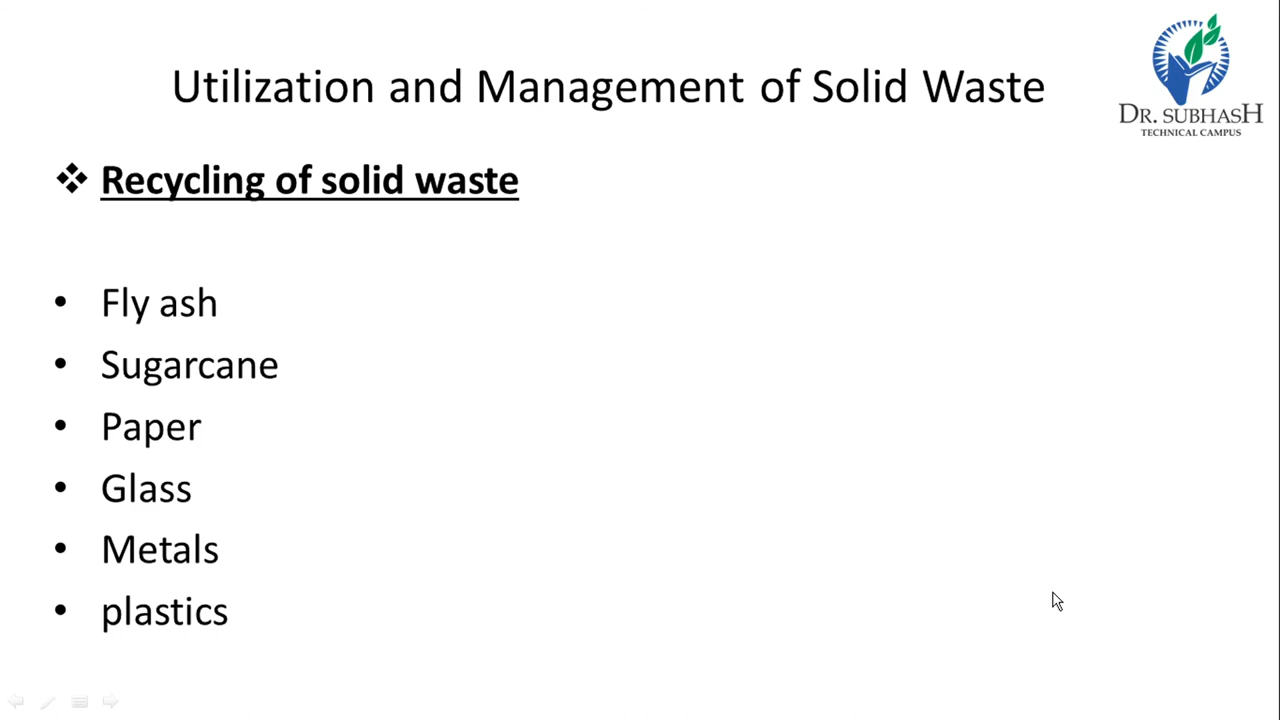 Utilization and Management of Solid Waste
DR. SUBHASH
TECHNICAL CAMPUS
❖ Recycling of solid waste
• Fly ash
• Sugarcane
• Paper
• Glass
• Metals
• plastics